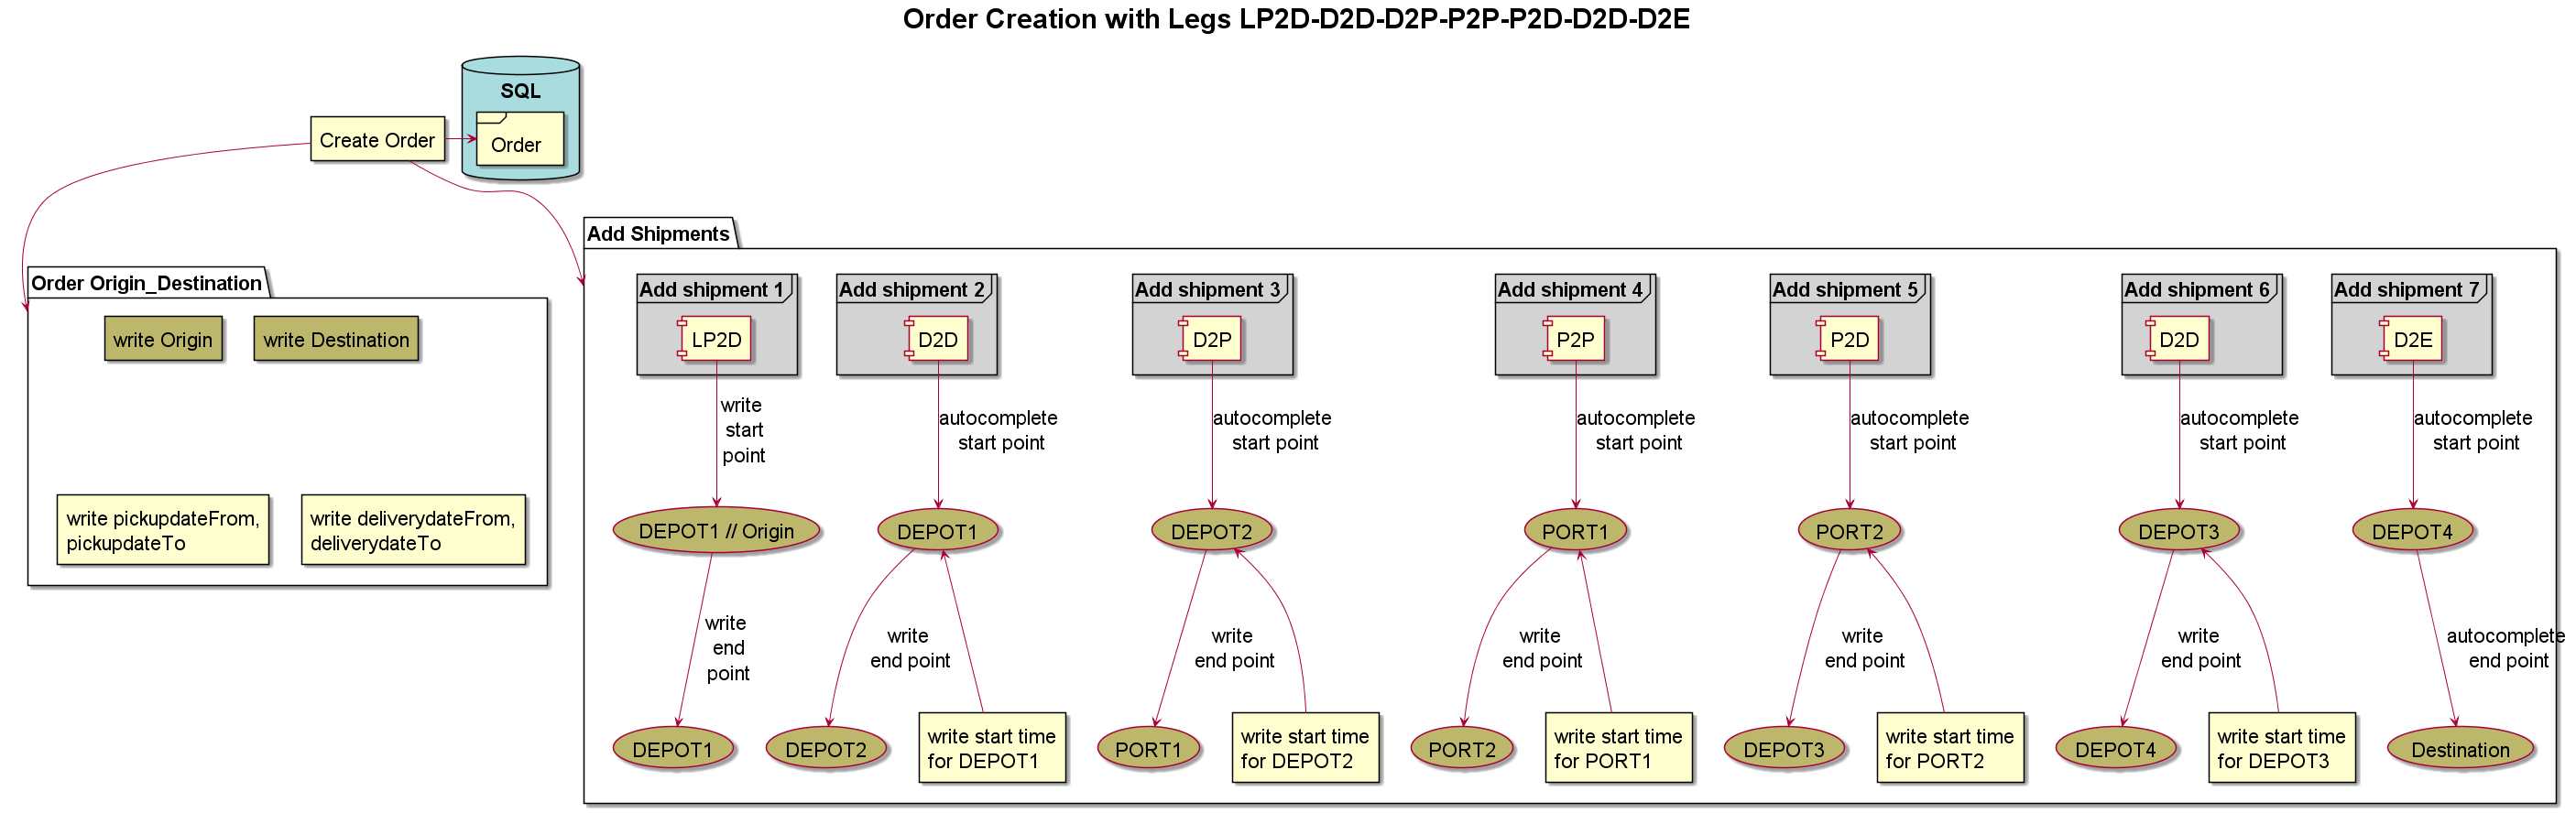 Order Creation with Legs LP2D-D2D-D2P-P2P-P2D-D2D-D2E
SQL
Create Order
Order
Add Shipments
Order Origin_Destination
write Origin
write Destination
write pickupdateFrom,
pickupdateTo
write deliverydateFrom,
deliverydateTo
Add shipment 1
LP2D
write
start
point
DEPOT1 // Origin
write
end
point
DEPOT1
Add shipment 2
D2D
autocomplete
start point
DEPOT1
write
end point
DEPOT2
write start time
for DEPOT1
Add shipment 3
D2P
autocomplete
start point
DEPOT2
write
end point
PORT1
write start time
for DEPOT2
Add shipment 4
P2P
autocomplete
start point
PORT1
write
end point
PORT2
write start time
for PORT1
Add shipment 5
P2D
autocomplete
start point
PORT2
write
end point
DEPOT3
write start time
for PORT2
Add shipment 6
D2D
autocomplete
start point
DEPOT3
write
end point
DEPOT4
write start time
for DEPOT3
Add shipment 7
D2E
autocomplete
start point
DEPOT4
autocomplete
end point
Destination